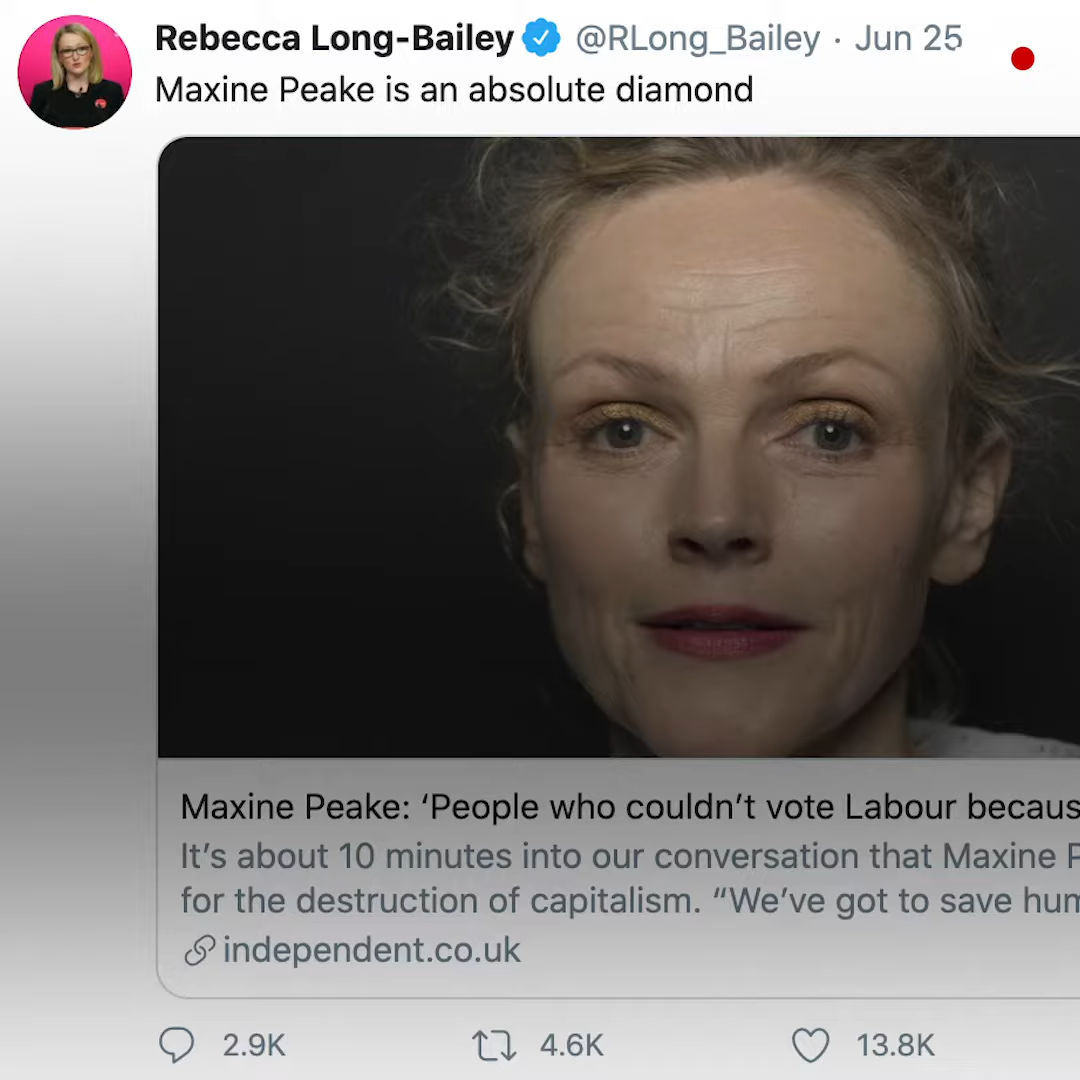 Rebecca Long-Bailey @RLong_Bailey · Jun 25
Maxine Peake is an absolute diamond
Maxine Peake: ‘People who couldn’t vote Labour becaus
It’s about 10 minutes into our conversation that Maxine P
for the destruction of capitalism. “We’ve got to save hum
independent.co.uk
2.9K 4.6K 13.8K